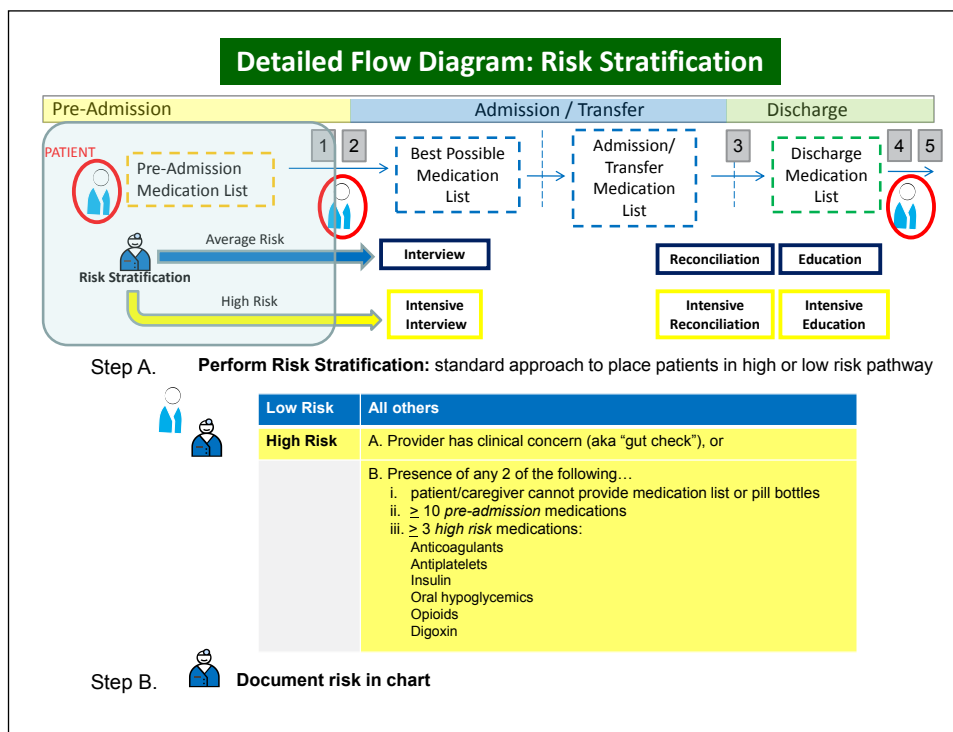 Detailed Flow Diagram: Risk Stratification
Pre-Admission
Admission / Transfer
Discharge
PATIENT
Pre-Admission
Medication List
1
2
Best Possible
Medication
List
Admission/
Transfer
Medication
List
3
Discharge
Medication
List
4
5
Average Risk
Risk Stratification
High Risk
Interview
Reconciliation
Education
Intensive
Interview
Intensive
Reconciliation
Intensive
Education
Step A. Perform Risk Stratification: standard approach to place patients in high or low risk pathway
Low Risk All others
High Risk A. Provider has clinical concern (aka “gut check”), or
B. Presence of any 2 of the following…
i. patient/caregiver cannot provide medication list or pill bottles
ii. > 10 pre-admission medications
iii. > 3 high risk medications:
Anticoagulants
Antiplatelets
Insulin
Oral hypoglycemics
Opioids
Digoxin
Step B. Document risk in chart